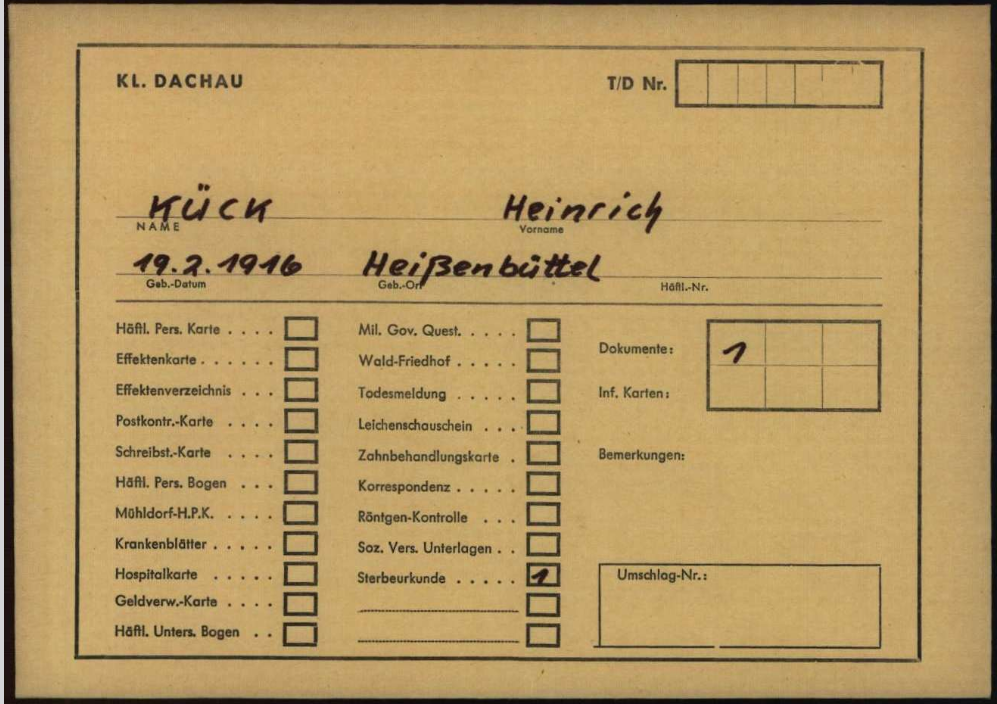 KL. DACHAU
T/D Nr.
KÜCK Heinrich
NAME Vorname
19.2.1916 Heißenbüttel
Geb.-Datum Geb.-Ort Häftl.-Nr.
Häftl. Pers. Karte . . . .
Effektenkarte . . . . . .
Effektenverzeichnis . . .
Postkontr.-Karte . . . .
Schreibst.-Karte . . . .
Häftl. Pers. Bogen . . .
Mühldorf-H.P.K. . . . .
Krankenblätter . . . . .
Hospitalkarte . . . . .
Geldverw.-Karte . . . .
Häftl. Unters. Bogen . .
Mil. Gov. Quest. . . . .
Wald-Friedhof . . . . .
Todesmeldung . . . . .
Leichenschauschein . . .
Zahnbehandlungskarte .
Korrespondenz . . . . .
Röntgen-Kontrolle . . .
Soz. Vers. Unterlagen . .
Sterbeurkunde . . . . . 1
Dokumente: 1
Inf. Karten:
Bemerkungen:
Umschlag-Nr.: